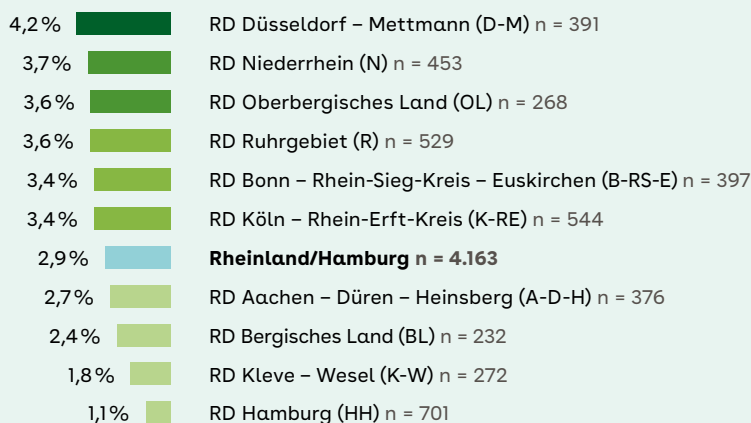 4,2% RD Düsseldorf – Mettmann (D-M) n = 391
3,7% RD Niederrhein (N) n = 453
3,6% RD Oberbergisches Land (OL) n = 268
3,6% RD Ruhrgebiet (R) n = 529
3,4% RD Bonn – Rhein-Sieg-Kreis – Euskirchen (B-RS-E) n = 397
3,4% RD Köln – Rhein-Erft-Kreis (K-RE) n = 544
2,9% Rheinland/Hamburg n = 4.163
2,7% RD Aachen – Düren – Heinsberg (A-D-H) n = 376
2,4% RD Bergisches Land (BL) n = 232
1,8% RD Kleve – Wesel (K-W) n = 272
1,1% RD Hamburg (HH) n = 701